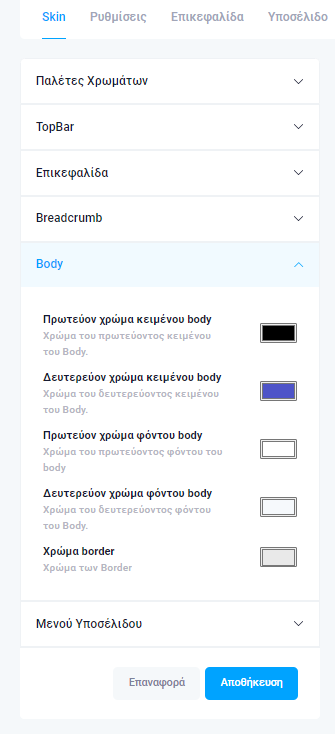 Skin Ρυθμίσεις Επικεφαλίδα Υποσέλιδο
Παλέτες Χρωμάτων
TopBar
Επικεφαλίδα
Breadcrumb
Body
Πρωτεύον χρώμα κειμένου body
Χρώμα του πρωτεύοντος κειμένου
του Body.
Δευτερεύον χρώμα κειμένου body
Χρώμα του δευτερεύοντος κειμένου
του Body.
Πρωτεύον χρώμα φόντου body
Χρώμα του πρωτεύοντος φόντου του
body
Δευτερεύον χρώμα φόντου body
Χρώμα του δευτερεύοντος φόντου
του Body.
Χρώμα border
Χρώμα των Border
Μενού Υποσέλιδου
Επαναφορά Αποθήκευση